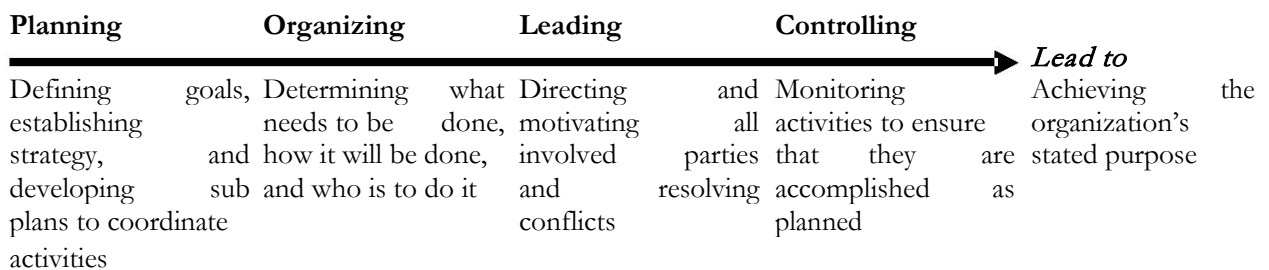 Planning
Organizing
Leading
Controlling
Lead to
Defining goals,
establishing
strategy, and
developing sub
plans to coordinate
activities
Determining what
needs to be done,
how it will be done,
and who is to do it
Directing and
motivating all
involved parties
and resolving
conflicts
Monitoring
activities to ensure
that they are
accomplished as
planned
Achieving the
organization’s
stated purpose